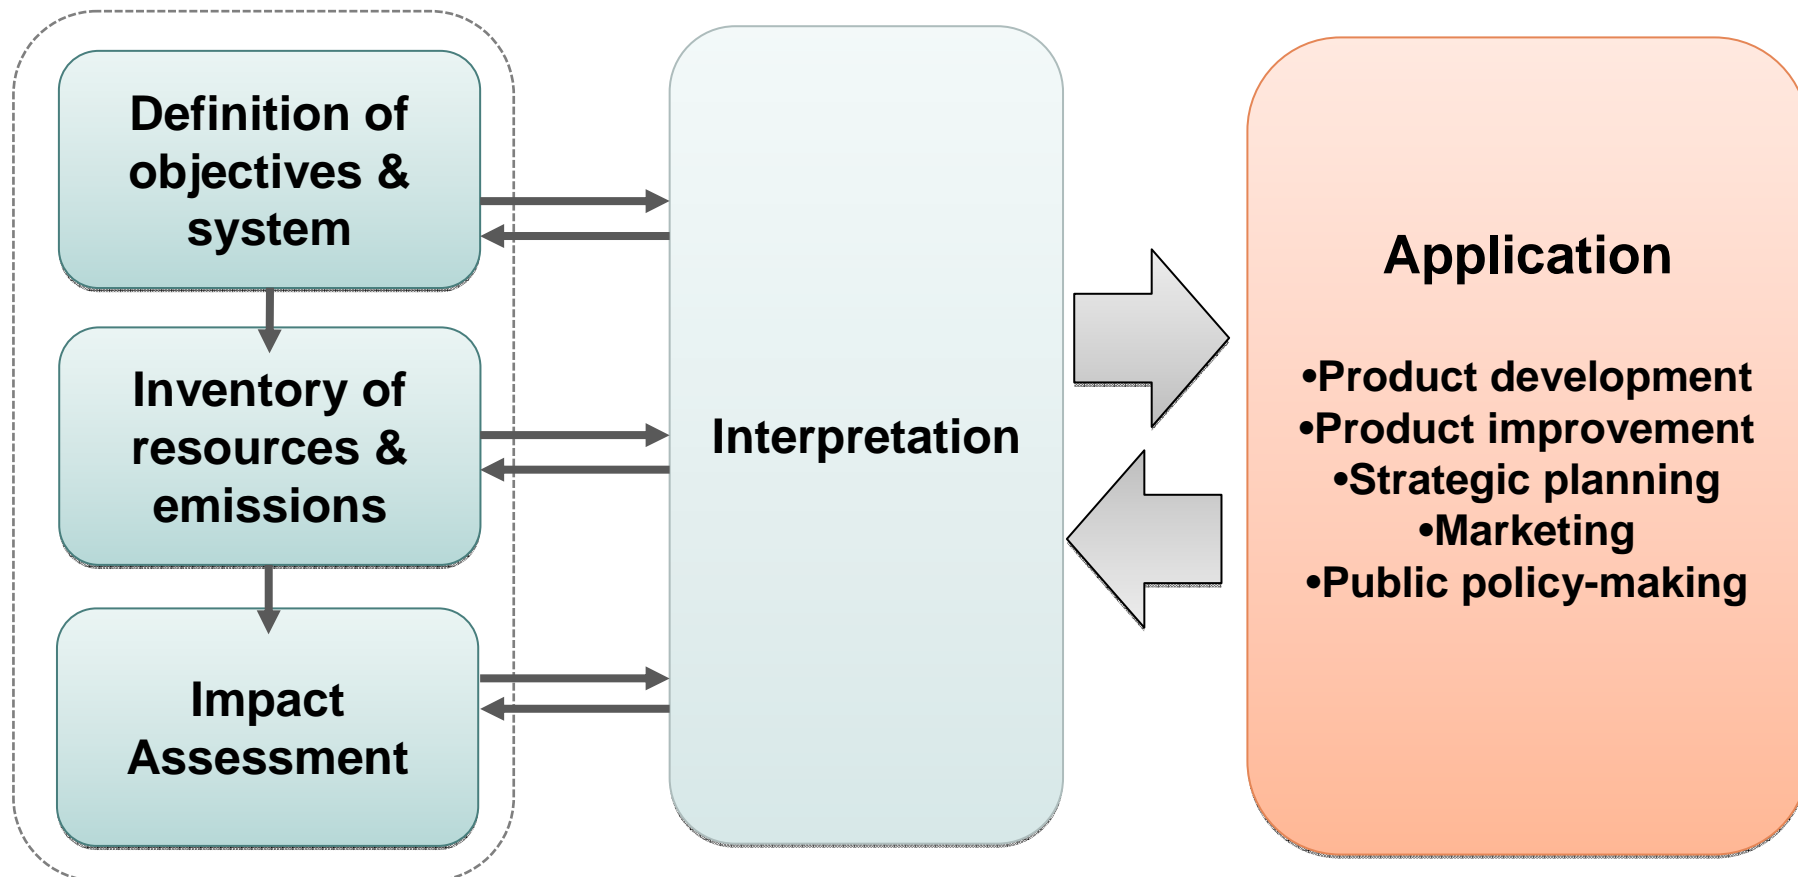 Definition of
objectives &
system
Inventory of
resources &
emissions
Impact
Assessment
Interpretation
Application
•Product development
•Product improvement
•Strategic planning
•Marketing
•Public policy-making